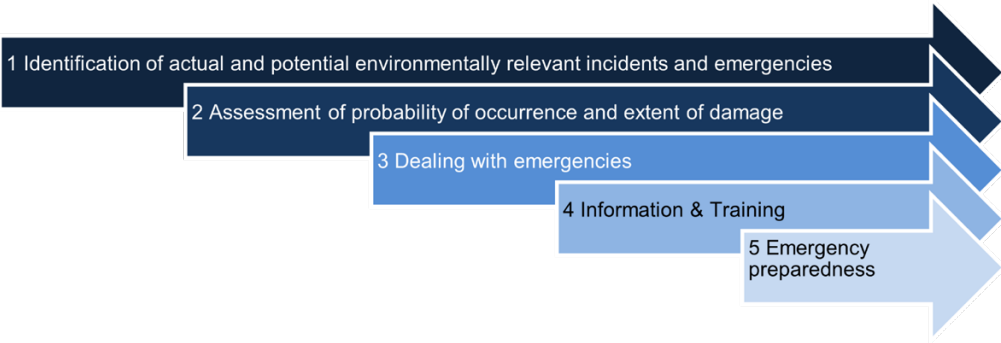 1 Identification of actual and potential environmentally relevant incidents and emergencies
2 Assessment of probability of occurrence and extent of damage
3 Dealing with emergencies
4 Information & Training
5 Emergency
preparedness